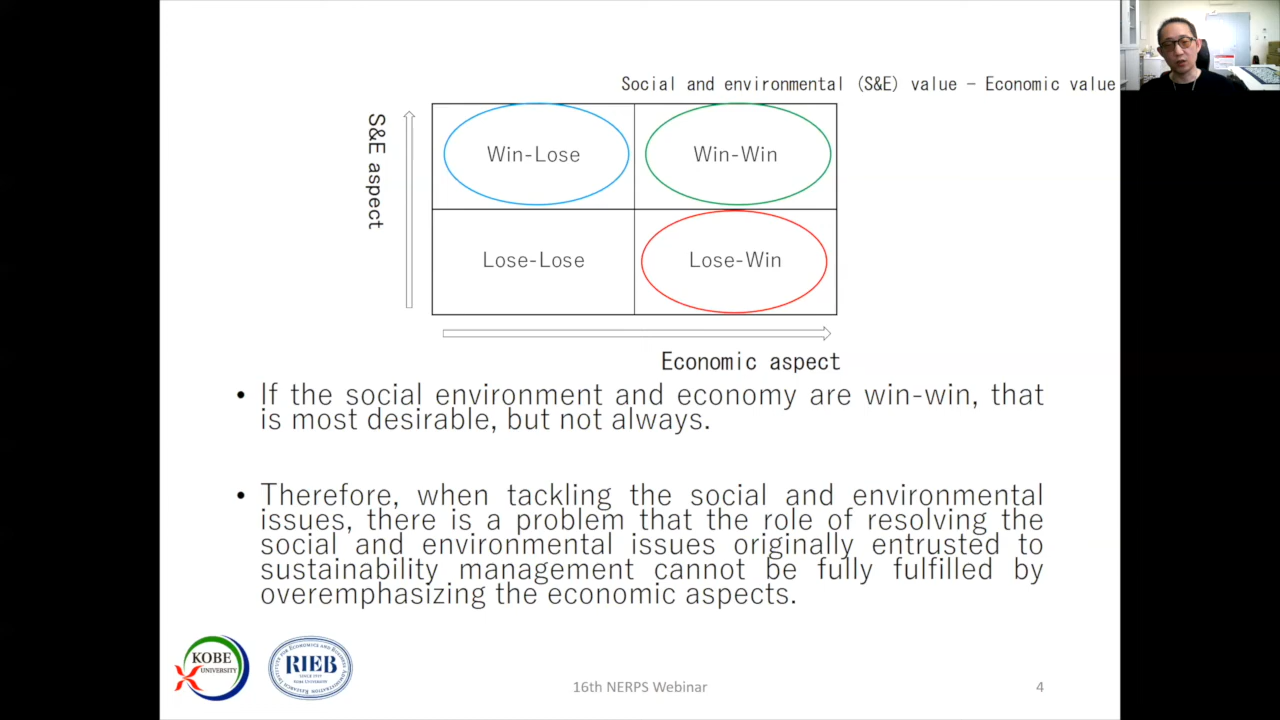 Social and environmental (S&E) value – Economic value
S&E aspect
Win-Lose
Win-Win
Lose-Lose
Lose-Win
Economic aspect
• If the social environment and economy are win-win, that
is most desirable, but not always.
• Therefore, when tackling the social and environmental
issues, there is a problem that the role of resolving the
social and environmental issues originally entrusted to
sustainability management cannot be fully fulfilled by
overemphasizing the economic aspects.
KOBE
UNIVERSITY
RIEB
16th NERPS Webinar
4